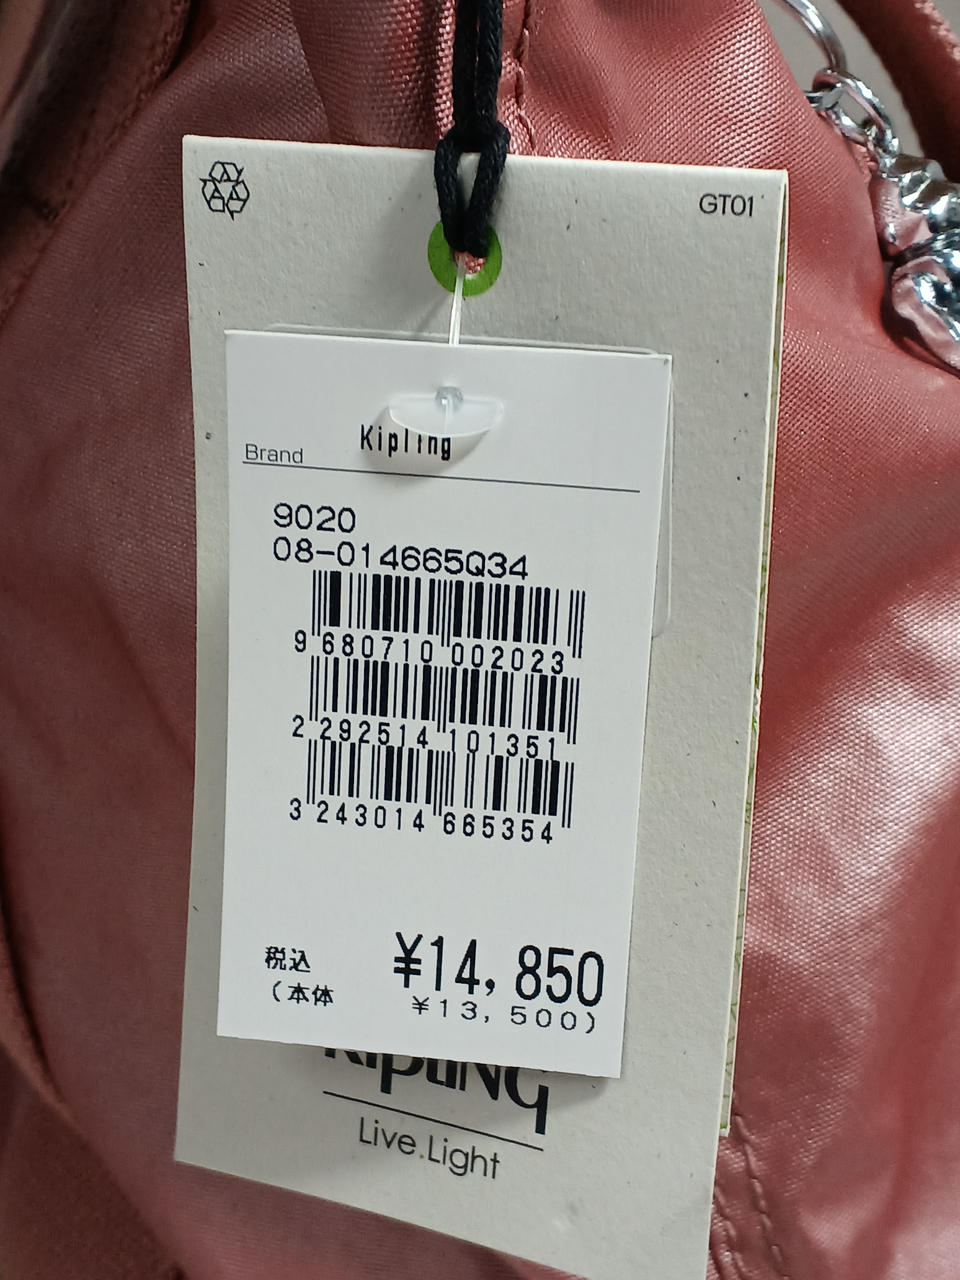 GT01
Kipling
Brand
9020
08-014665Q34
9 680710 002023
2 292514 101351
3 243014 665354
税込 ¥14,850
(本体 ¥13,500)
Kipling
Live.Light